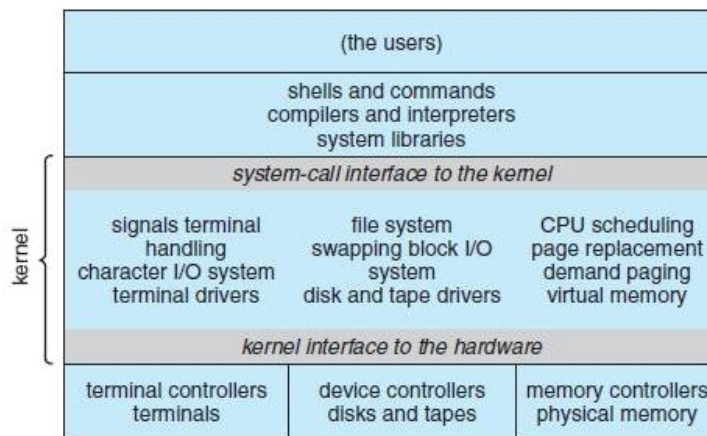 (the users)
shells and commands
compilers and interpreters
system libraries
system-call interface to the kernel
kernel
signals terminal
handling
character I/O system
terminal drivers
file system
swapping block I/O
system
disk and tape drivers
CPU scheduling
page replacement
demand paging
virtual memory
kernel interface to the hardware
terminal controllers
terminals
device controllers
disks and tapes
memory controllers
physical memory